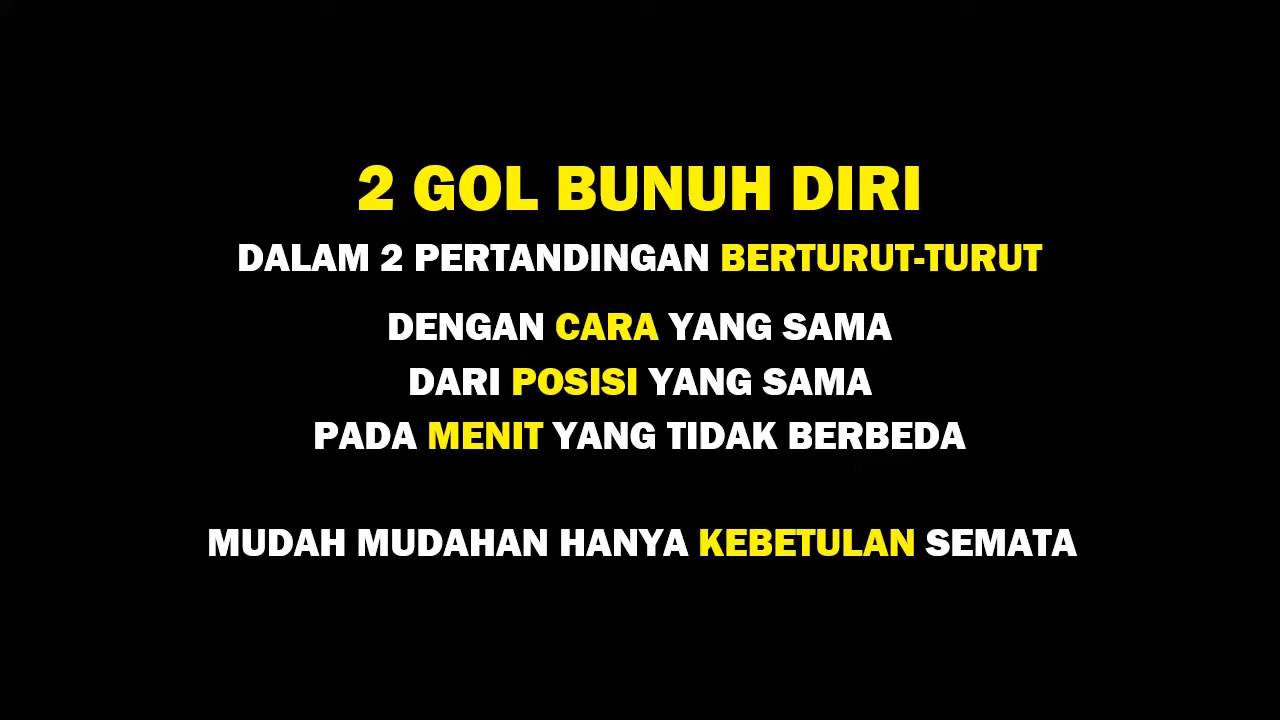 2 GOL BUNUH DIRI
DALAM 2 PERTANDINGAN BERTURUT-TURUT
DENGAN CARA YANG SAMA
DARI POSISI YANG SAMA
PADA MENIT YANG TIDAK BERBEDA
MUDAH MUDAHAN HANYA KEBETULAN SEMATA